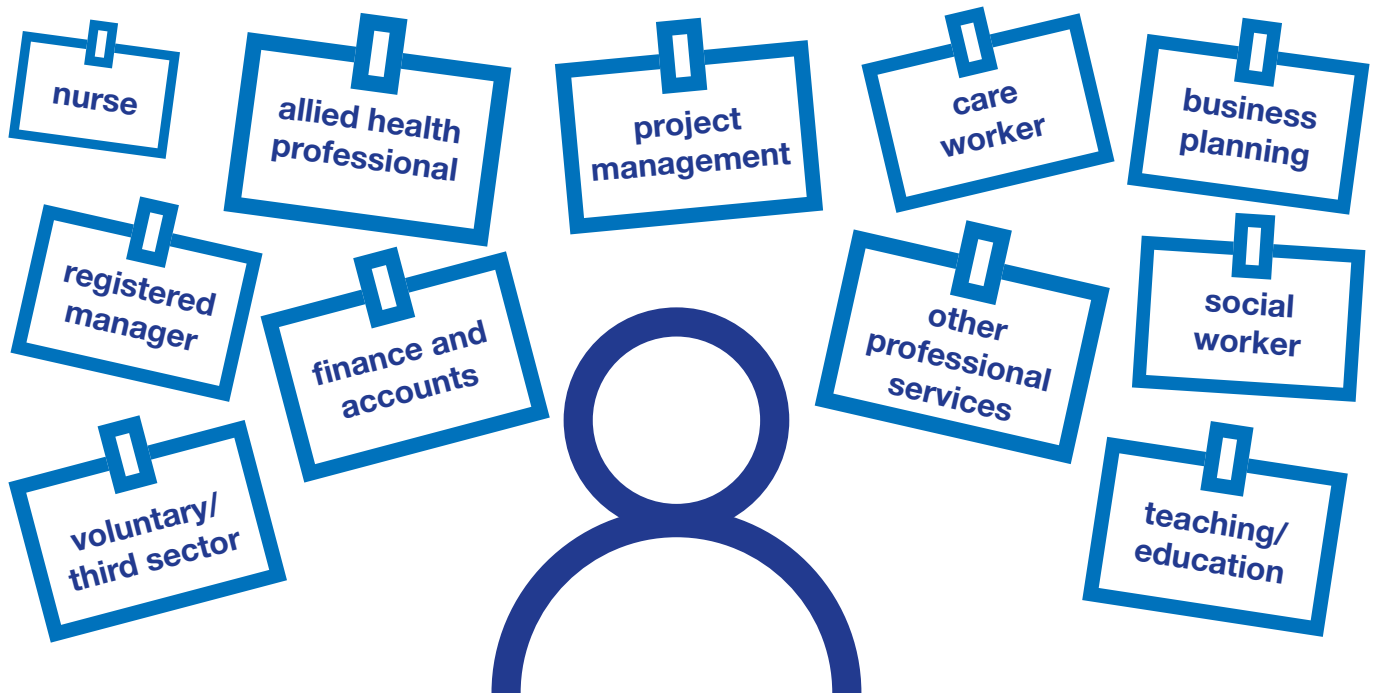 nurse
allied health
professional
project
management
care
worker
business
planning
registered
manager
finance and
accounts
other
professional
services
social
worker
voluntary/
third sector
teaching/
education